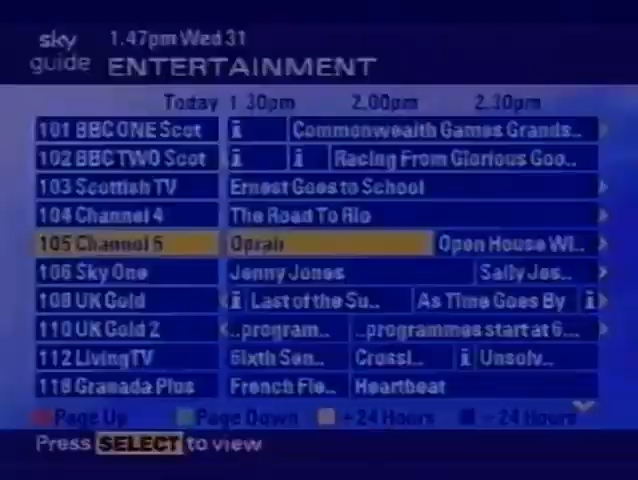 sky guide 1.47pm Wed 31
ENTERTAINMENT
Today 1.30pm 2.00pm 2.30pm
101 BBC ONE Scot i Commonwealth Games Grands..
102 BBC TWO Scot i i Racing From Glorious Goo..
103 Scottish TV Ernest Goes to School
104 Channel 4 The Road To Rio
105 Channel 5 Oprah Open House Wi..
106 Sky One Jenny Jones Sally Jes..
108 UK Gold i Last of the Su.. As Time Goes By i
110 UK Gold 2 ..program.. ..programmes start at 6...
112 LivingTV Sixth Sen.. Crossi.. i Unsolv..
118 Granada Plus French Fie.. Heartbeat
Page Up Page Down +24 Hours -24 Hours
Press SELECT to view